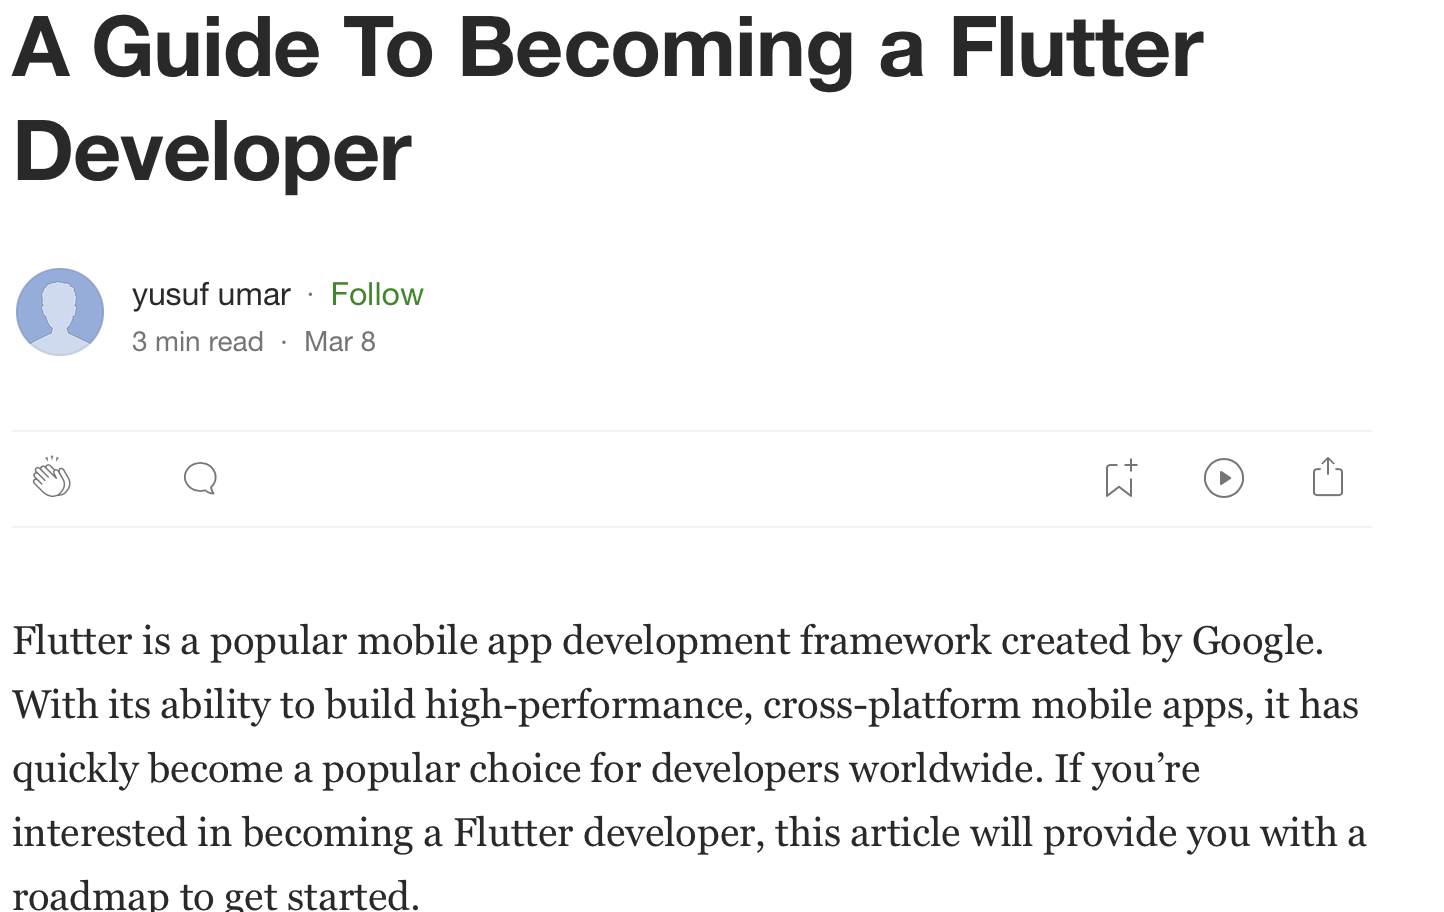 A Guide To Becoming a Flutter
Developer
yusuf umar · Follow
3 min read · Mar 8
Flutter is a popular mobile app development framework created by Google.
With its ability to build high-performance, cross-platform mobile apps, it has
quickly become a popular choice for developers worldwide. If you’re
interested in becoming a Flutter developer, this article will provide you with a
roadmap to get started.